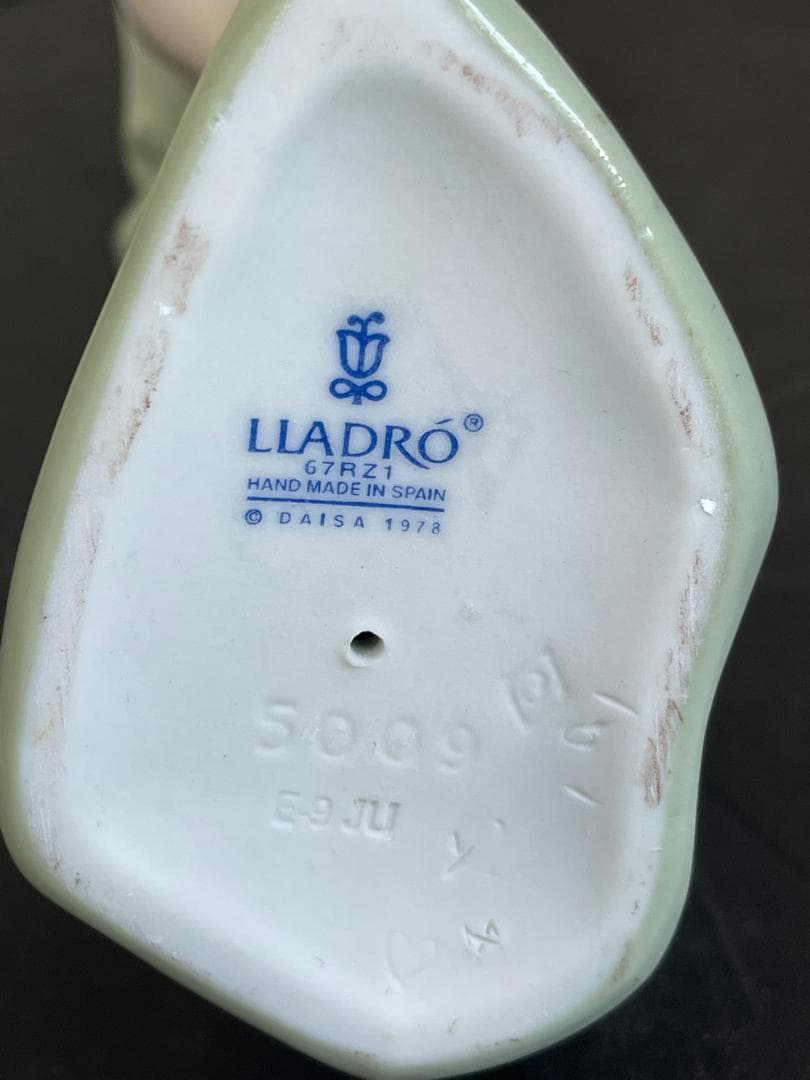 LLADRÓ®
67RZ1
HAND MADE IN SPAIN
© DAISA 1978
5009
E-9 JU